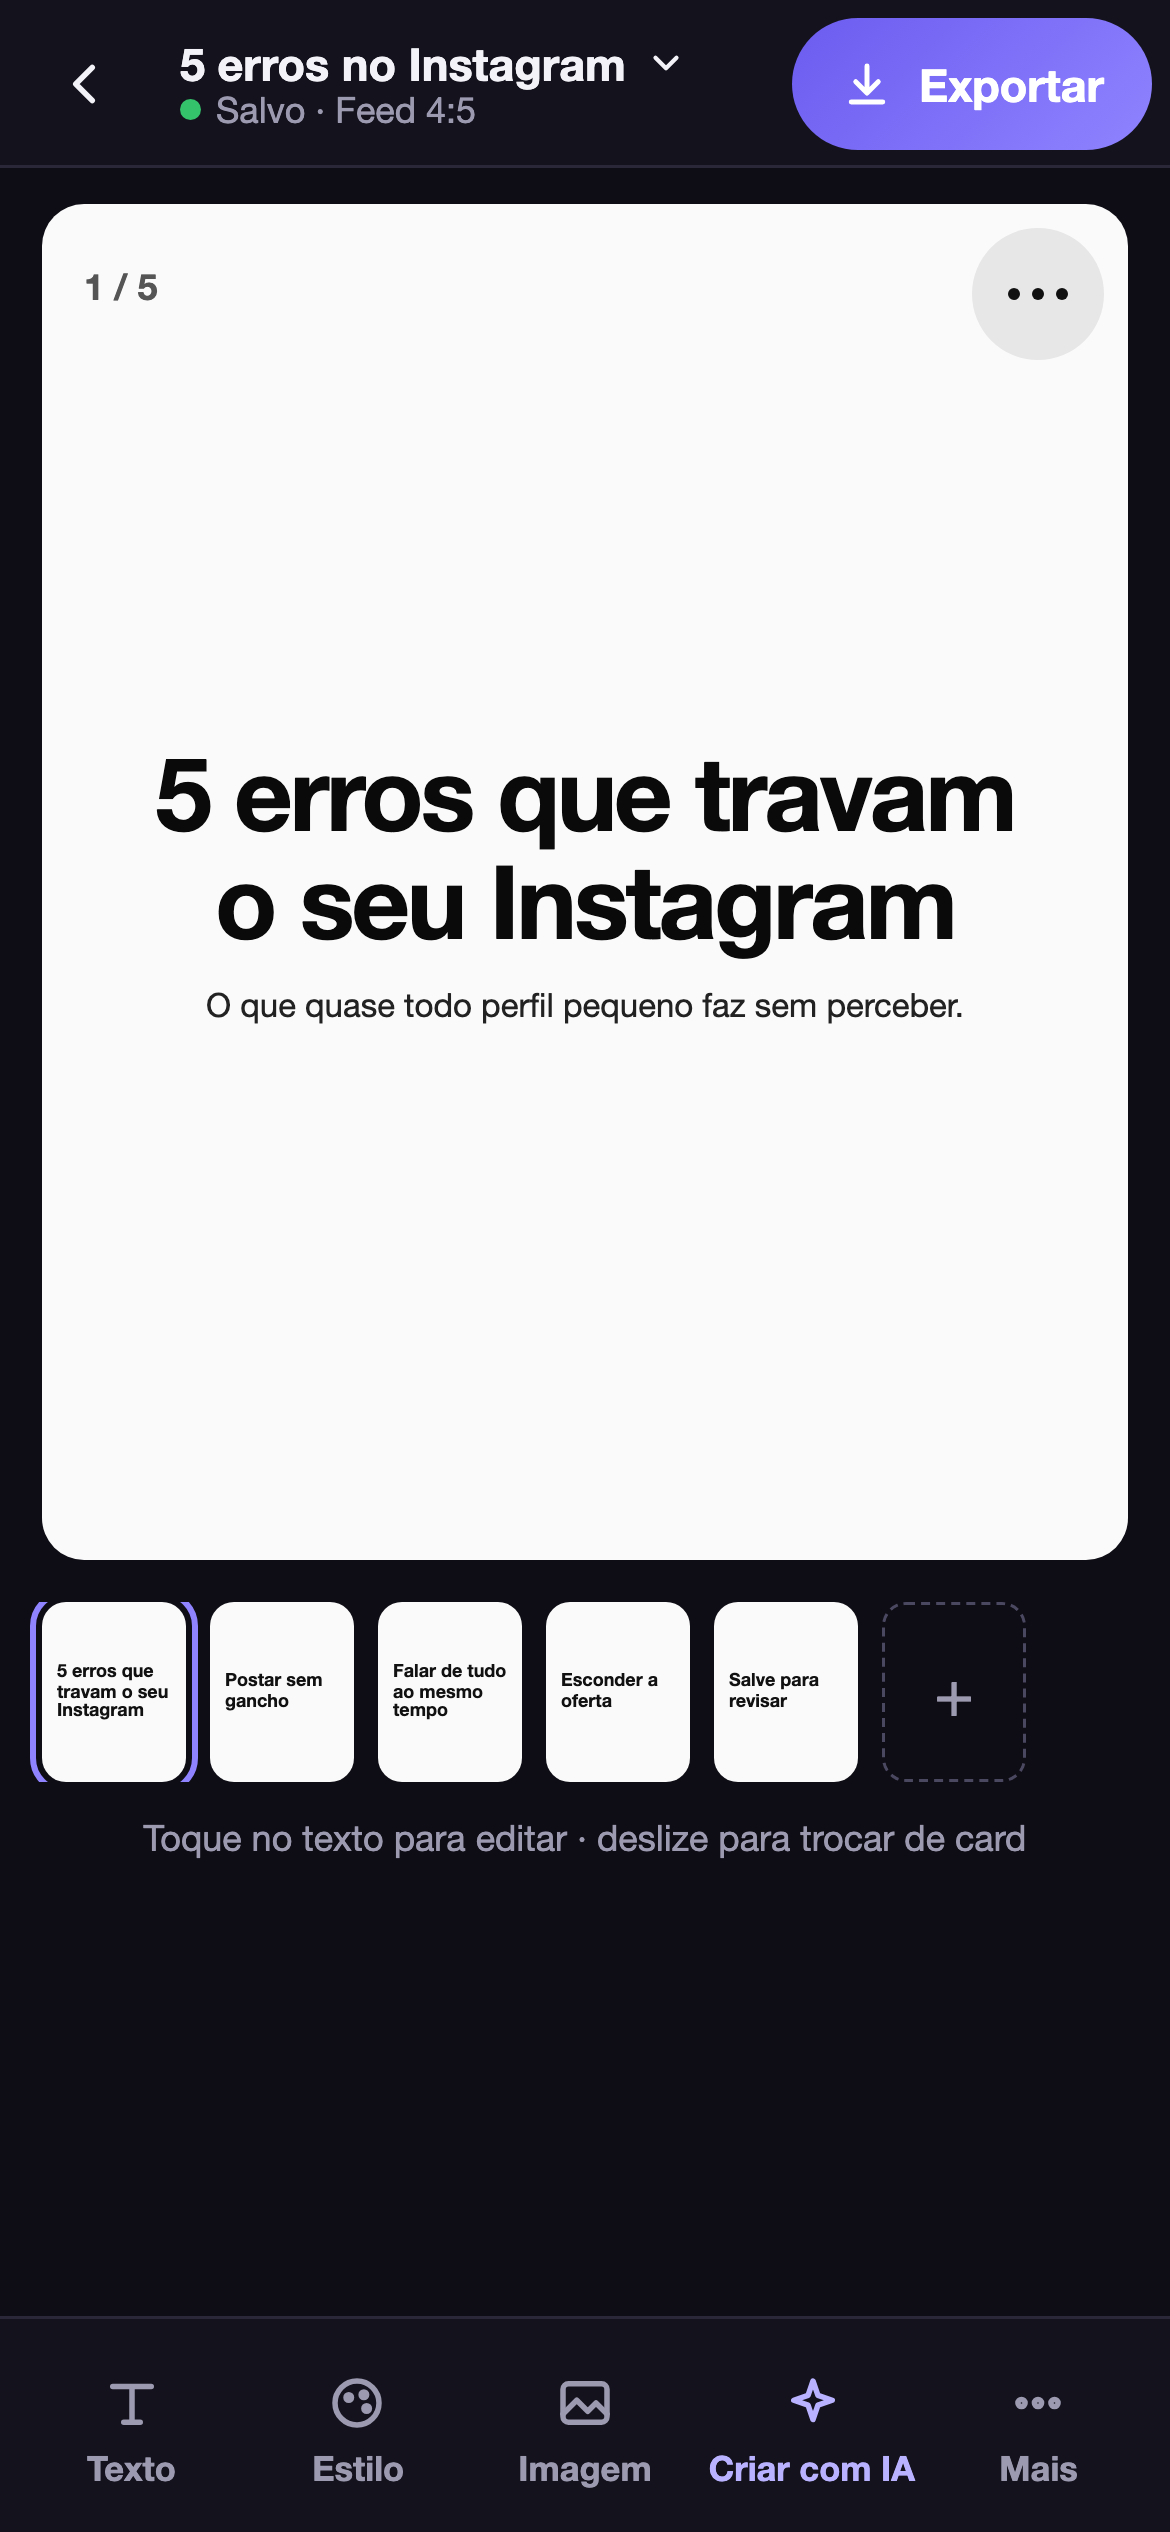 5 erros no Instagram
Salvo · Feed 4:5
Exportar
1 / 5
5 erros que travam
o seu Instagram
O que quase todo perfil pequeno faz sem perceber.
5 erros que
travam o seu
Instagram
Postar sem
gancho
Falar de tudo
ao mesmo
tempo
Esconder a
oferta
Salve para
revisar
Toque no texto para editar · deslize para trocar de card
Texto
Estilo
Imagem
Criar com IA
Mais